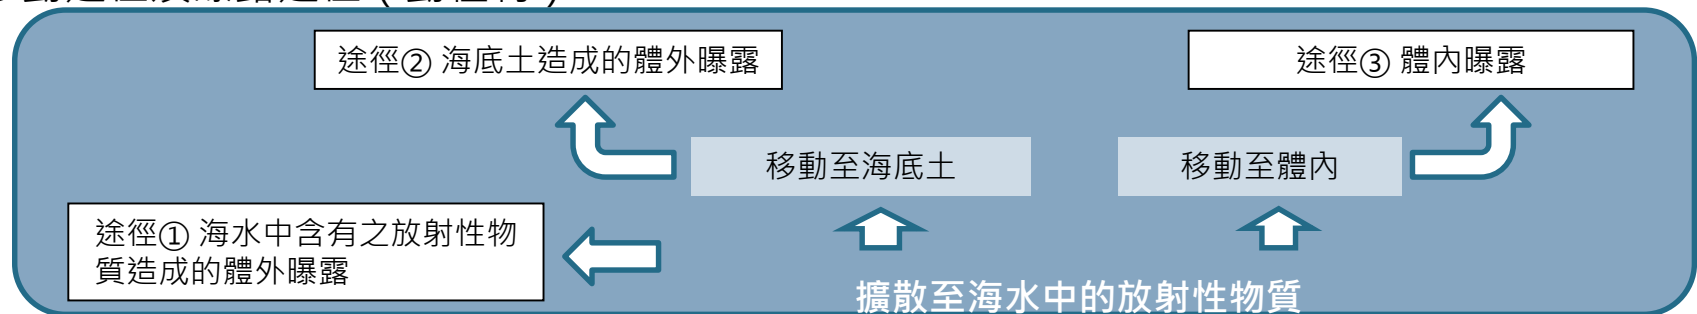 途徑② 海底土造成的體外曝露
途徑③ 體內曝露
移動至海底土
移動至體內
途徑① 海水中含有之放射性物
質造成的體外曝露
擴散至海水中的放射性物質